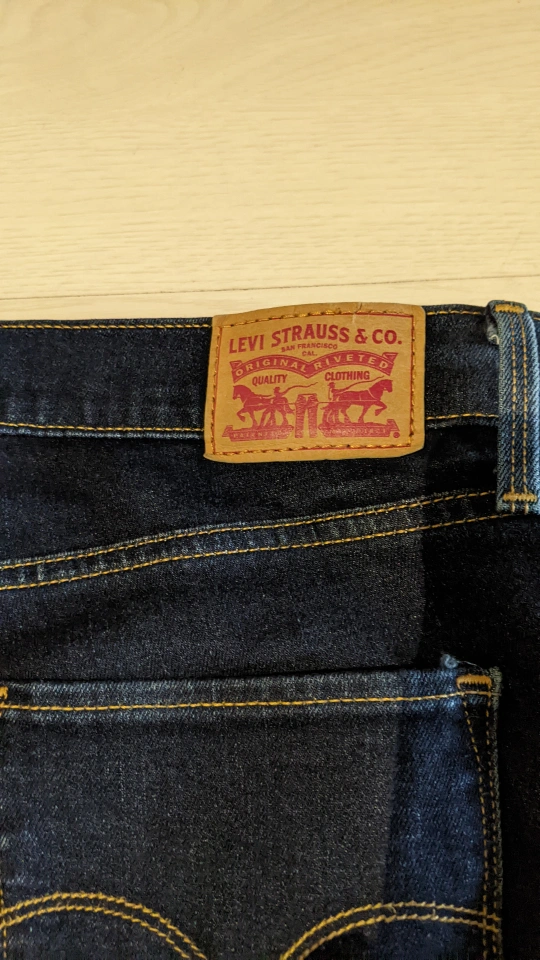 LEVI STRAUSS & CO.
SAN FRANCISCO
CAL.
ORIGINAL RIVETED
QUALITY CLOTHING